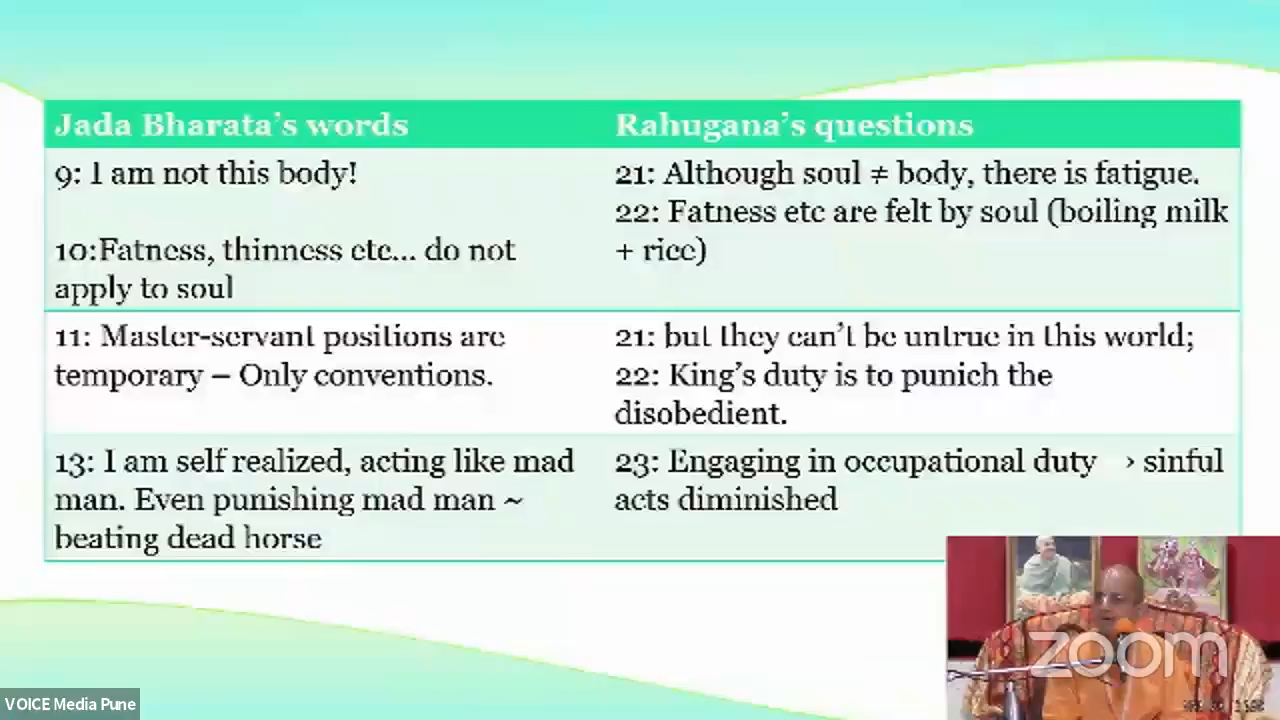 Jada Bharata's words
Rahugana's questions
9: I am not this body!
10:Fatness, thinness etc... do not
apply to soul
21: Although soul ≠ body, there is fatigue.
22: Fatness etc are felt by soul (boiling milk
+ rice)
11: Master-servant positions are
temporary – Only conventions.
21: but they can't be untrue in this world;
22: King's duty is to punich the
disobedient.
13: I am self realized, acting like mad
man. Even punishing mad man ~
beating dead horse
23: Engaging in occupational duty → sinful
acts diminished
zoom
VOICE Media Pune